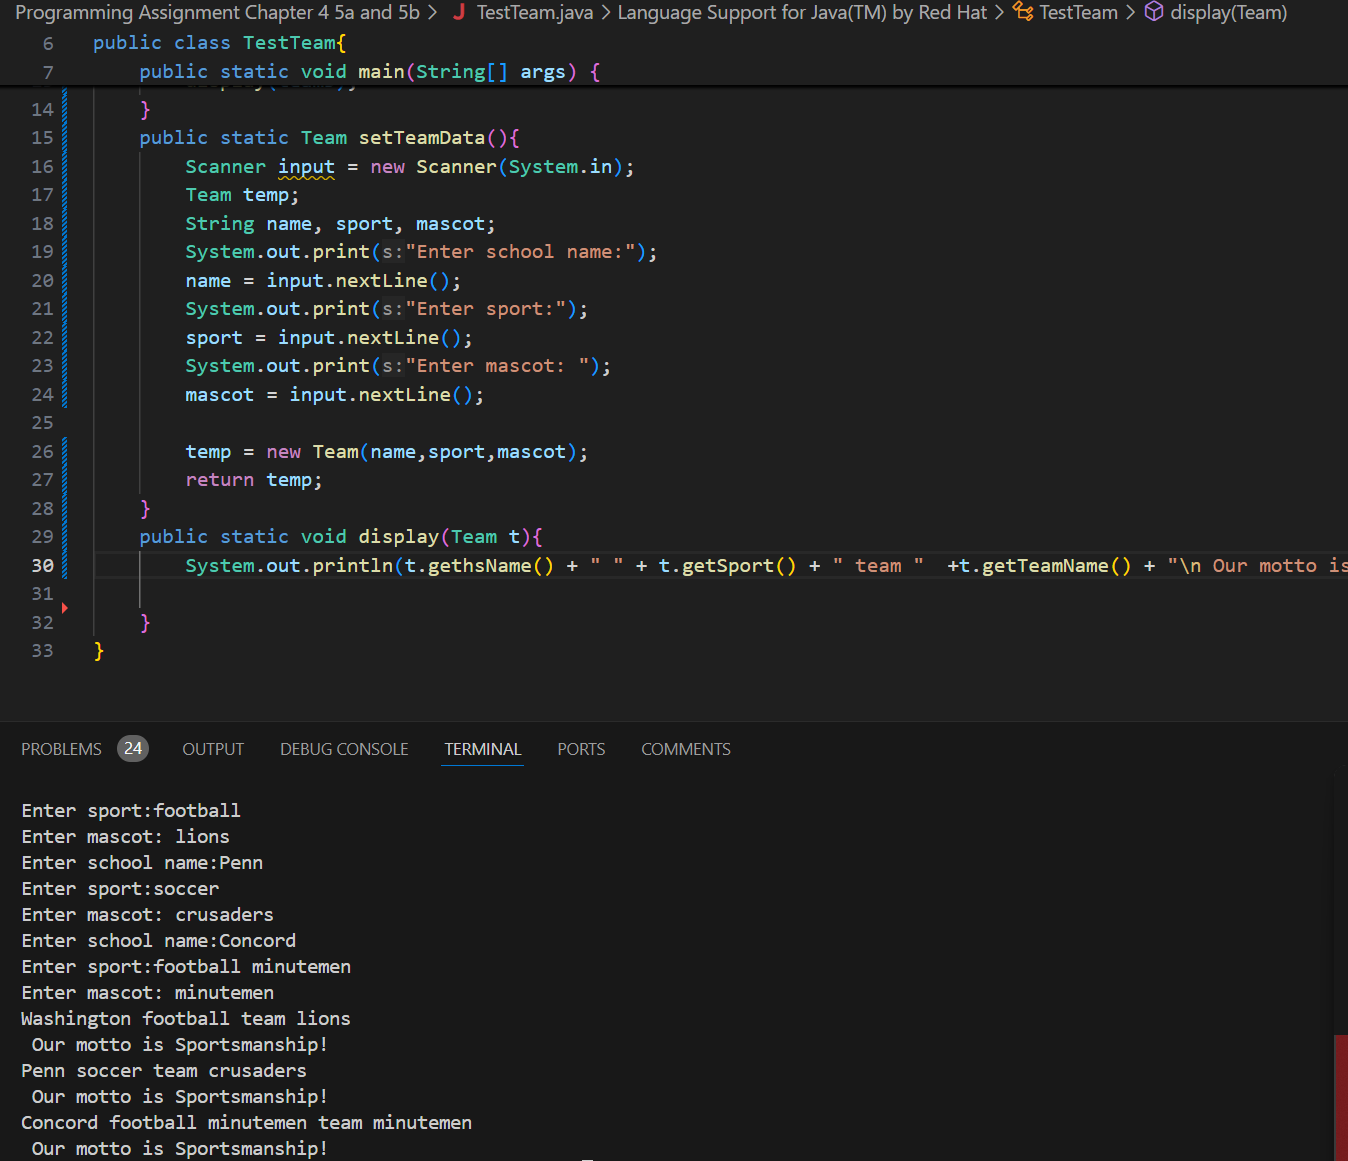 Programming Assignment Chapter 4 5a and 5b > J TestTeam.java > Language Support for Java(TM) by Red Hat > TestTeam > display(Team)
6 public class TestTeam{
7 public static void main(String[] args) {
14 }
15 public static Team setTeamData(){
16 Scanner input = new Scanner(System.in);
17 Team temp;
18 String name, sport, mascot;
19 System.out.print(s:"Enter school name:");
20 name = input.nextLine();
21 System.out.print(s:"Enter sport:");
22 sport = input.nextLine();
23 System.out.print(s:"Enter mascot: ");
24 mascot = input.nextLine();
25
26 temp = new Team(name,sport,mascot);
27 return temp;
28 }
29 public static void display(Team t){
30 System.out.println(t.gethsName() + " " + t.getSport() + " team "  +t.getTeamName() + "\n Our motto is
31
32 }
33 }
PROBLEMS 24 OUTPUT DEBUG CONSOLE TERMINAL PORTS COMMENTS
Enter sport:football
Enter mascot: lions
Enter school name:Penn
Enter sport:soccer
Enter mascot: crusaders
Enter school name:Concord
Enter sport:football minutemen
Enter mascot: minutemen
Washington football team lions
 Our motto is Sportsmanship!
Penn soccer team crusaders
 Our motto is Sportsmanship!
Concord football minutemen team minutemen
 Our motto is Sportsmanship!